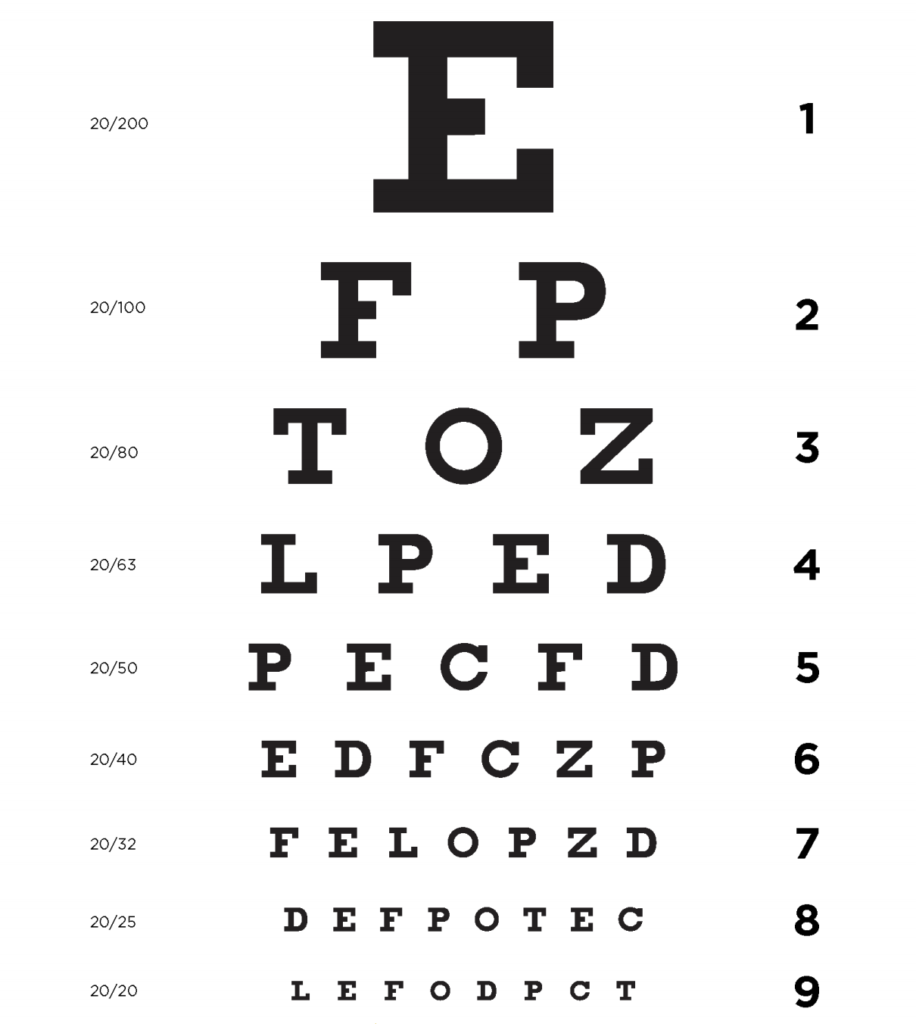 20/200 E 1
20/100 F P 2
20/80 T O Z 3
20/63 L P E D 4
20/50 P E C F D 5
20/40 E D F C Z P 6
20/32 F E L O P Z D 7
20/25 D E F P O T E C 8
20/20 L E F O D P C T 9